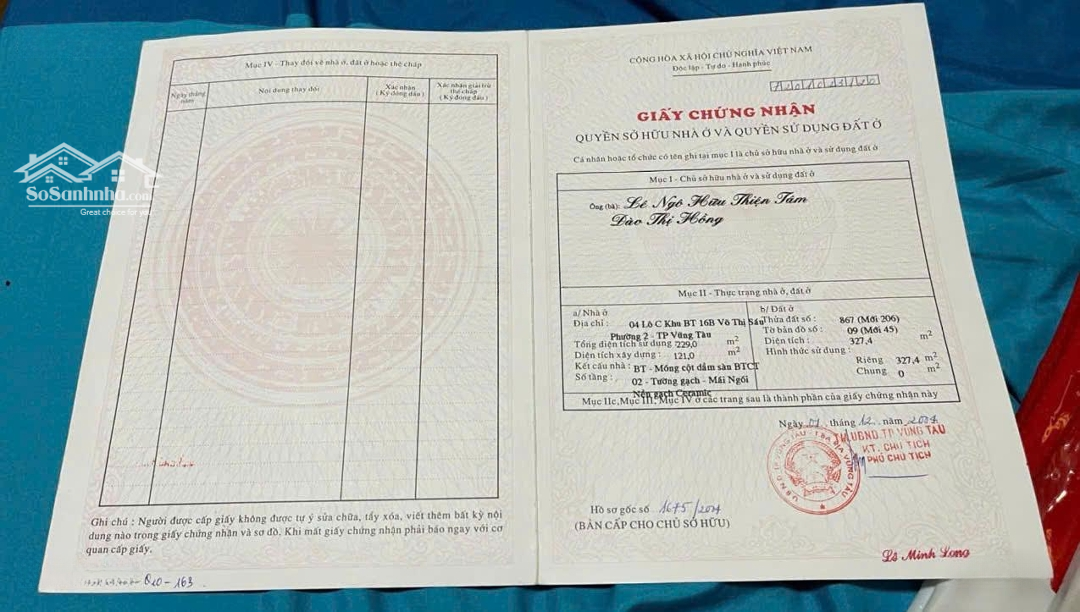 Mục IV - Thay đổi về nhà ở, đất ở hoặc thế chấp
Ngày tháng năm
Nội dung thay đổi
Xác nhận
( Ký đóng dấu )
Xác nhận giải trừ thế chấp
( Ký đóng dấu )
Ghi chú : Người được cấp giấy không được tự ý sửa chữa, tẩy xóa, viết thêm bất kỳ nội
dung nào trong giấy chứng nhận và sơ đồ. Khi mất giấy chứng nhận phải báo ngay với cơ
quan cấp giấy.
Q20-163
SoSanhnha.com
Great choice for you
CỘNG HÒA XÃ HỘI CHỦ NGHĨA VIỆT NAM
Độc lập - Tự do - Hạnh phúc
GIẤY CHỨNG NHẬN
QUYỀN SỞ HỮU NHÀ Ở VÀ QUYỀN SỬ DỤNG ĐẤT Ở
Cá nhân hoặc tổ chức có tên ghi tại mục I là chủ sở hữu nhà ở và sử dụng đất ở
Mục I - Chủ sở hữu nhà ở và sử dụng đất ở
Ông (bà): Lê Ngô Hữu Thiện Tâm
Đào Thị Hồng
Mục II - Thực trạng nhà ở, đất ở
a/ Nhà ở
Địa chỉ : 04 Lô C Khu BT 16B Võ Thị Sáu
Phường 2 - TP Vũng Tàu
Tổng diện tích sử dụng : 229,0 m2
Diện tích xây dựng : 121,0 m2
Kết cấu nhà : BT - Móng cột dầm sàn BTCT
Số tầng : 02 - Tường gạch - Mái Ngói
Nền gạch Ceramic
b/ Đất ở
Thửa đất số : 867 (Mới 206)
Tờ bản đồ số : 09 (Mới 45)
Diện tích : 327,4 m2
Hình thức sử dụng :
Riêng 327,4 m2
Chung 0 m2
Mục IIc, Mục III, Mục IV ở các trang sau là thành phần của giấy chứng nhận này
Ngày 01 tháng 12 năm 2004
TM.UBND.TP VŨNG TÀU
KT. CHỦ TỊCH
PHÓ CHỦ TỊCH
Hồ sơ gốc số 1675/2004
(BẢN CẤP CHO CHỦ SỞ HỮU)
Lê Minh Long